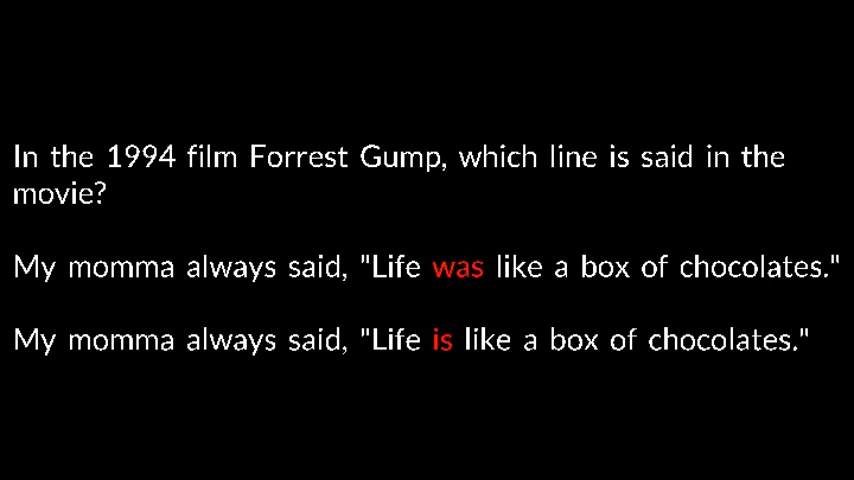 In the 1994 film Forrest Gump, which line is said in the
movie?
My momma always said, "Life was like a box of chocolates."
My momma always said, "Life is like a box of chocolates."